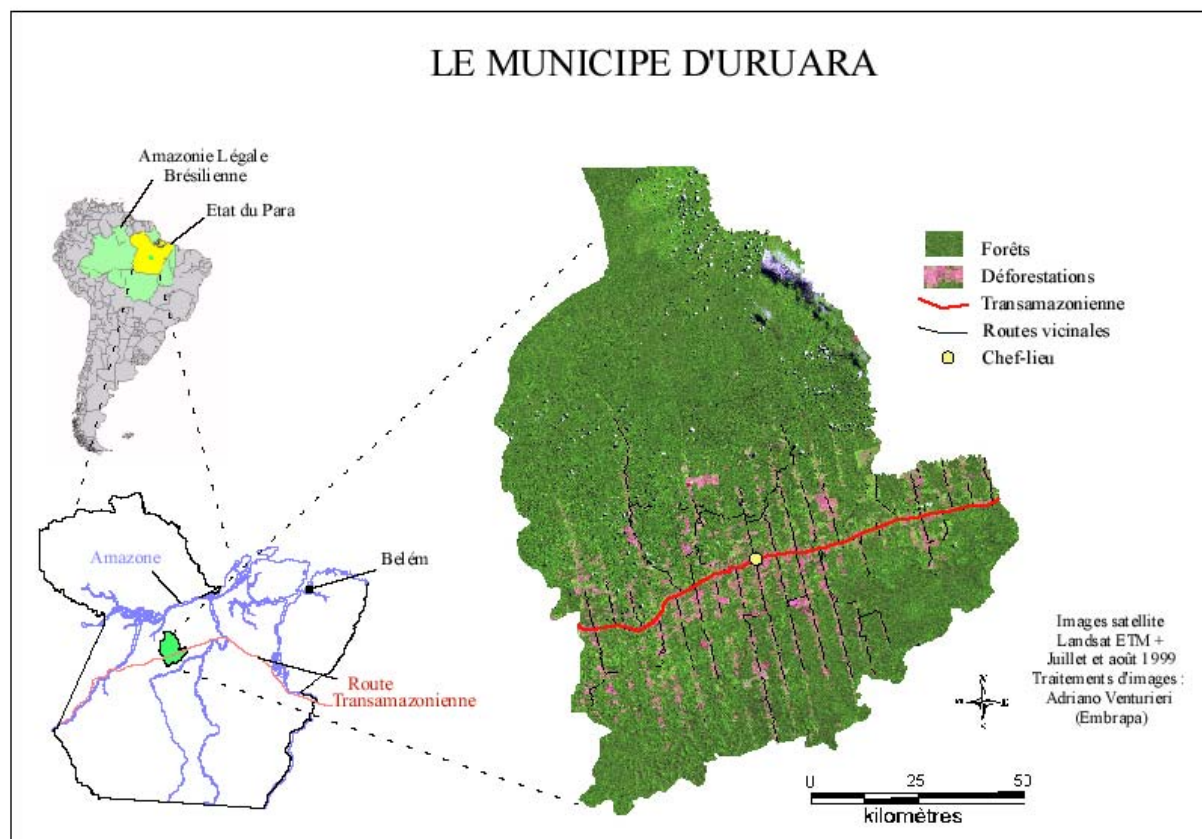 LE MUNICIPE D'URUARA
Amazonie Légale
Brésilienne
Etat du Para
Forêts
Déforestations
Transamazonienne
Routes vicinales
Chef-lieu
Amazone
Belém
Route
Transamazonienne
Images satellite
Landsat ETM +
Juillet et août 1999
Traitements d'images :
Adriano Venturieri
(Embrapa)
N
W E
S
0 25 50
kilomètres